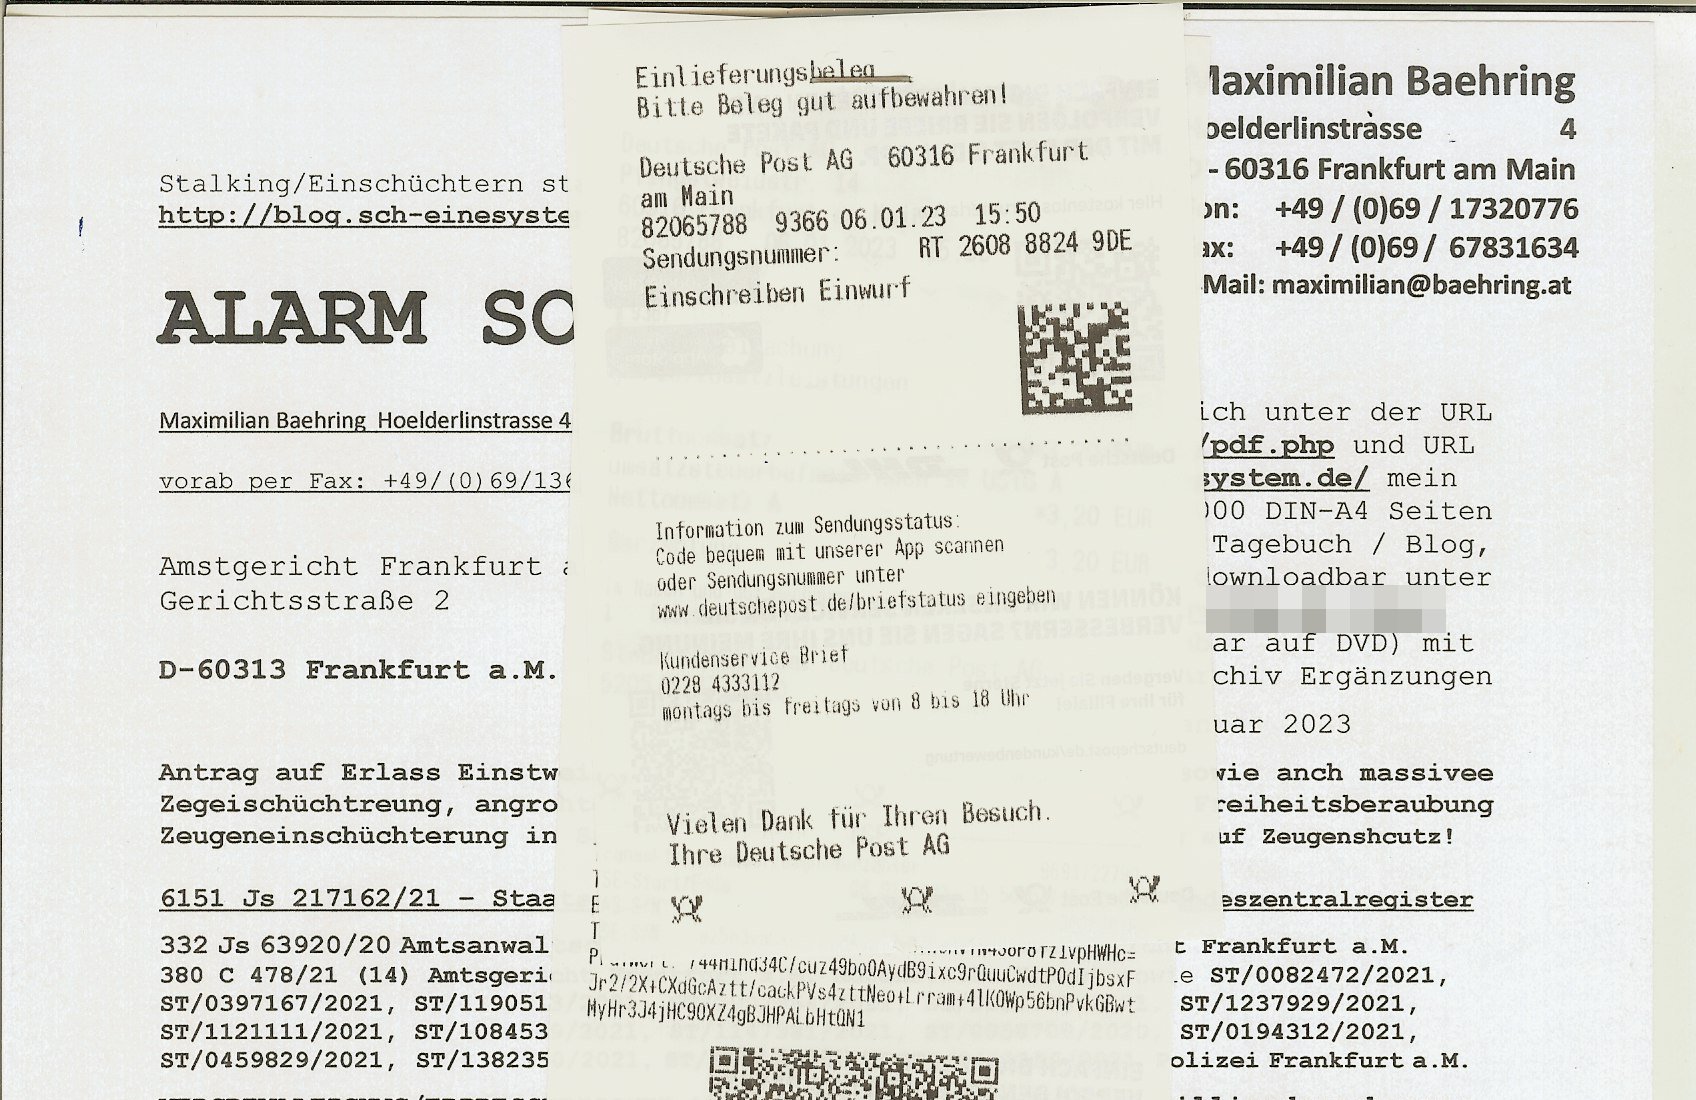 Stalking/Einschüchtern st
http://blog.sch-einesyste
ALARM SO
Maximilian Baehring Hoelderlinstrasse 4
vorab per Fax: +49/(0)69/136
Amstgericht Frankfurt a
Gerichtsstraße 2
D-60313 Frankfurt a.M.
Antrag auf Erlass Einstwe
Zegeischüchtreung, angro
Zeugeneinschüchterung in
6151 Js 217162/21 - Staa
332 Js 63920/20 Amtsanwal
380 C 478/21 (14) Amtsgeri
ST/0397167/2021, ST/119051
ST/1121111/2021, ST/108453
ST/0459829/2021, ST/138235
Einlieferungsbeleg
Bitte Beleg gut aufbewahren!
Deutsche Post AG 60316 Frankfurt
am Main
82065788 9366 06.01.23 15:50
Sendungsnummer: RT 2608 8824 9DE
Einschreiben Einwurf
Information zum Sendungsstatus:
Code bequem mit unserer App scannen
oder Sendungsnummer unter
www.deutschepost.de/briefstatus eingeben
Kundenservice Brief
0228 4333112
montags bis freitags von 8 bis 18 Uhr
Vielen Dank für Ihren Besuch.
Ihre Deutsche Post AG
MyHr3J4jHC9OXZ4gBJHPALbHtQN1
Maximilian Baehring
oelderlinstrasse 4
- 60316 Frankfurt am Main
on: +49 / (0)69 / 17320776
ax: +49 / (0)69 / 67831634
Mail: maximilian@baehring.at
ich unter der URL
/pdf.php und URL
system.de/ mein
000 DIN-A4 Seiten
Tagebuch / Blog,
downloadbar unter
ar auf DVD) mit
chiv Ergänzungen
uar 2023
wie anch massivee
reiheitsberaubung
uf Zeugenshcutz!
eszentralregister
t Frankfurt a.M.
e ST/0082472/2021,
ST/1237929/2021,
ST/0194312/2021,
olizei Frankfurt a.M.